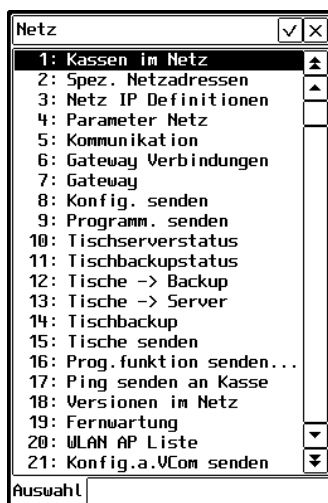 Netz
1: Kassen im Netz
2: Spez. Netzadressen
3: Netz IP Definitionen
4: Parameter Netz
5: Kommunikation
6: Gateway Verbindungen
7: Gateway
8: Konfig. senden
9: Programm. senden
10: Tischserverstatus
11: Tischbackupstatus
12: Tische -> Backup
13: Tische -> Server
14: Tischbackup
15: Tische senden
16: Prog.funktion senden...
17: Ping senden an Kasse
18: Versionen im Netz
19: Fernwartung
20: WLAN AP Liste
21: Konfig.a.VCom senden
Auswahl